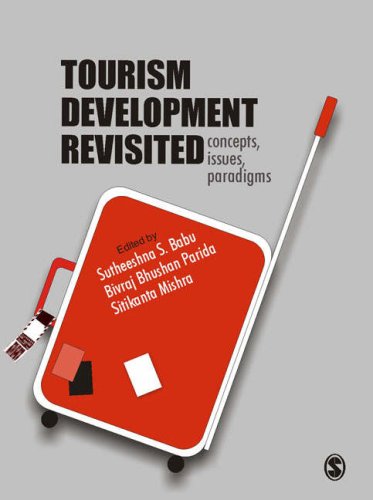 TOURISM
DEVELOPMENT
REVISITED
concepts,
issues,
paradigms
Edited by
Sutheeshna S. Babu
Bivraj Bhushan Parida
Sitikanta Mishra
S